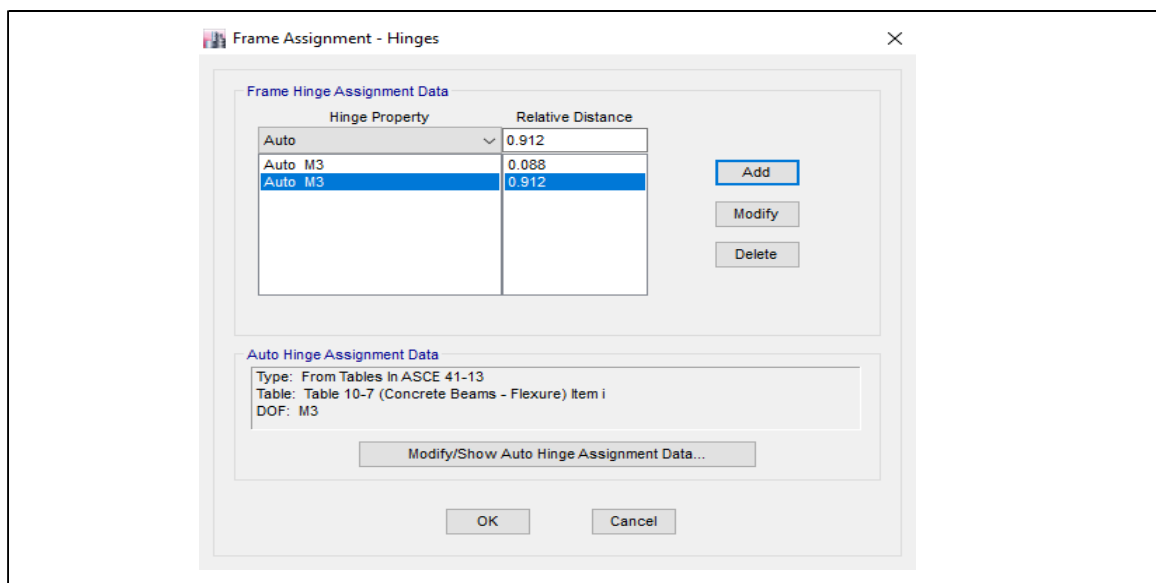 Frame Assignment - Hinges
Frame Hinge Assignment Data
Hinge Property Relative Distance
Auto 0.912
Auto M3 0.088
Auto M3 0.912
Add
Modify
Delete
Auto Hinge Assignment Data
Type: From Tables In ASCE 41-13
Table: Table 10-7 (Concrete Beams - Flexure) Item i
DOF: M3
Modify/Show Auto Hinge Assignment Data...
OK Cancel